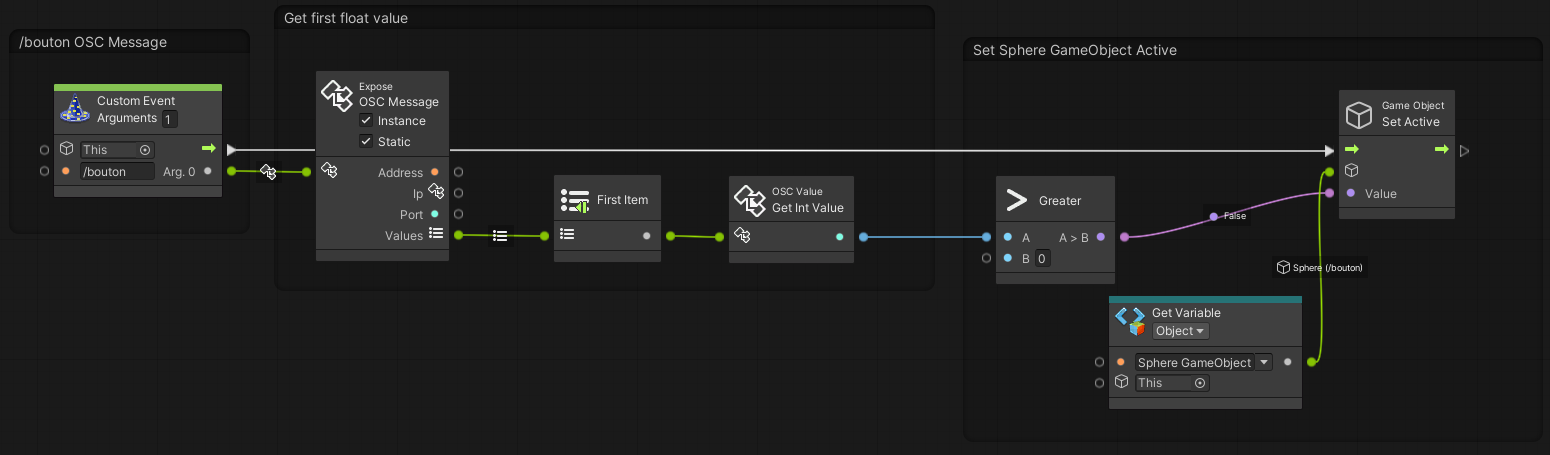 /bouton OSC Message
Custom Event
Arguments 1
This
/bouton Arg. 0
Get first float value
Expose
OSC Message
Instance
Static
Address
Ip
Port
Values
First Item
OSC Value
Get Int Value
Set Sphere GameObject Active
Greater
A A > B
B 0
False
Sphere (/bouton)
Get Variable
Object
Sphere GameObject
This
Game Object
Set Active
Value